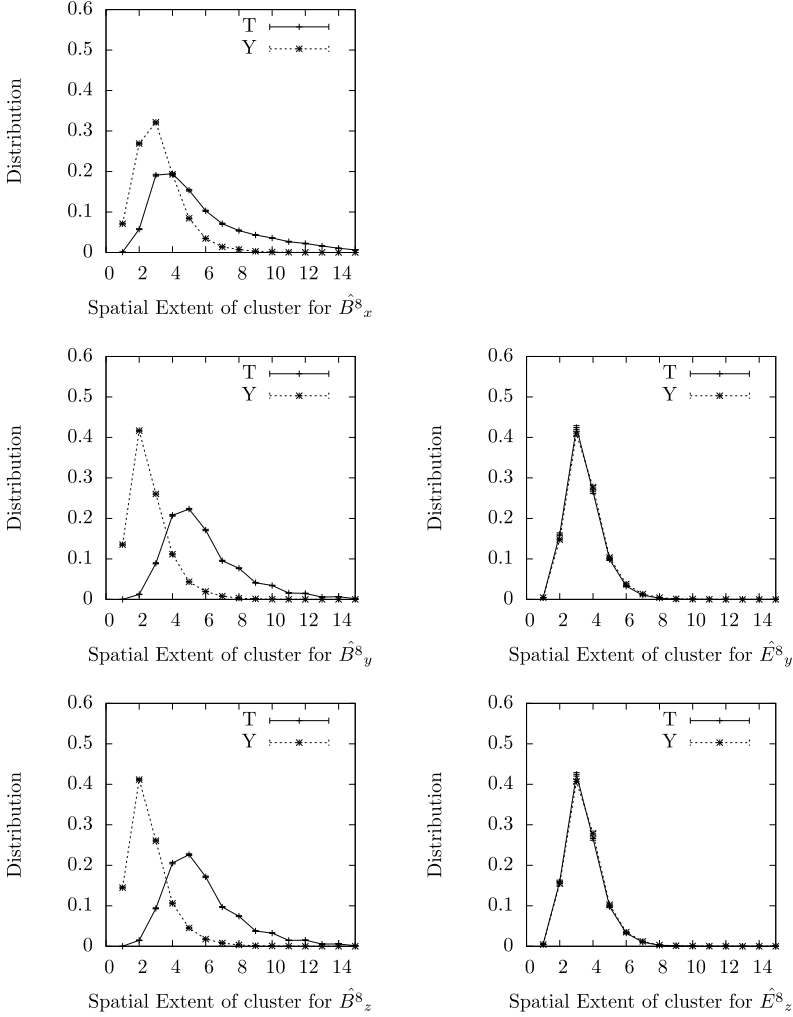 0.6
0.5
0.4
0.3
0.2
0.1
0
0 2 4 6 8 10 12 14
Distribution
Spatial Extent of cluster for B̂⁸ₓ
T
Y
0.6
0.5
0.4
0.3
0.2
0.1
0
0 2 4 6 8 10 12 14
Distribution
Spatial Extent of cluster for B̂⁸_y
T
Y
0.6
0.5
0.4
0.3
0.2
0.1
0
0 2 4 6 8 10 12 14
Distribution
Spatial Extent of cluster for Ê⁸_y
T
Y
0.6
0.5
0.4
0.3
0.2
0.1
0
0 2 4 6 8 10 12 14
Distribution
Spatial Extent of cluster for B̂⁸_z
T
Y
0.6
0.5
0.4
0.3
0.2
0.1
0
0 2 4 6 8 10 12 14
Distribution
Spatial Extent of cluster for Ê⁸_z
T
Y